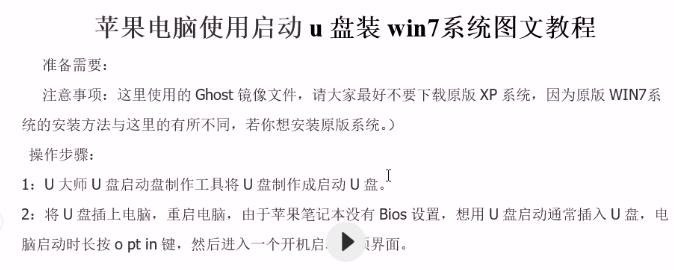 苹果电脑使用启动 u 盘装 win7系统图文教程
准备需要：
注意事项：这里使用的 Ghost 镜像文件，请大家最好不要下载原版 XP 系统，因为原版 WIN7系
统的安装方法与这里的有所不同，若你想安装原版系统。）
操作步骤：
1：U 大师 U 盘启动盘制作工具将 U 盘制作成启动 U 盘。
2：将 U 盘插上电脑，重启电脑，由于苹果笔记本没有 Bios 设置，想用 U 盘启动通常插入 U 盘，电
脑启动时长按 o pt in 键，然后进入一个开机启 界面。